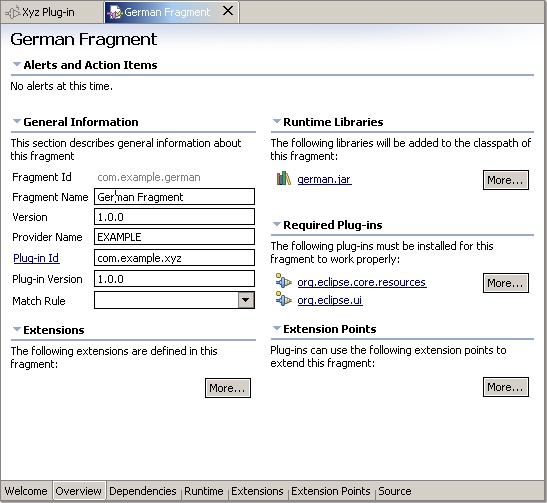 Xyz Plug-in
German Fragment
German Fragment
Alerts and Action Items
No alerts at this time.
General Information
This section describes general information about
this fragment
Fragment Id com.example.german
Fragment Name German Fragment
Version 1.0.0
Provider Name EXAMPLE
Plug-in Id com.example.xyz
Plug-in Version 1.0.0
Match Rule
Extensions
The following extensions are defined in this
fragment:
More...
Runtime Libraries
The following libraries will be added to the classpath of
this fragment:
german.jar More...
Required Plug-ins
The following plug-ins must be installed for this
fragment to work properly:
org.eclipse.core.resources More...
org.eclipse.ui
Extension Points
Plug-ins can use the following extension points to
extend this fragment:
More...
Welcome Overview Dependencies Runtime Extensions Extension Points Source